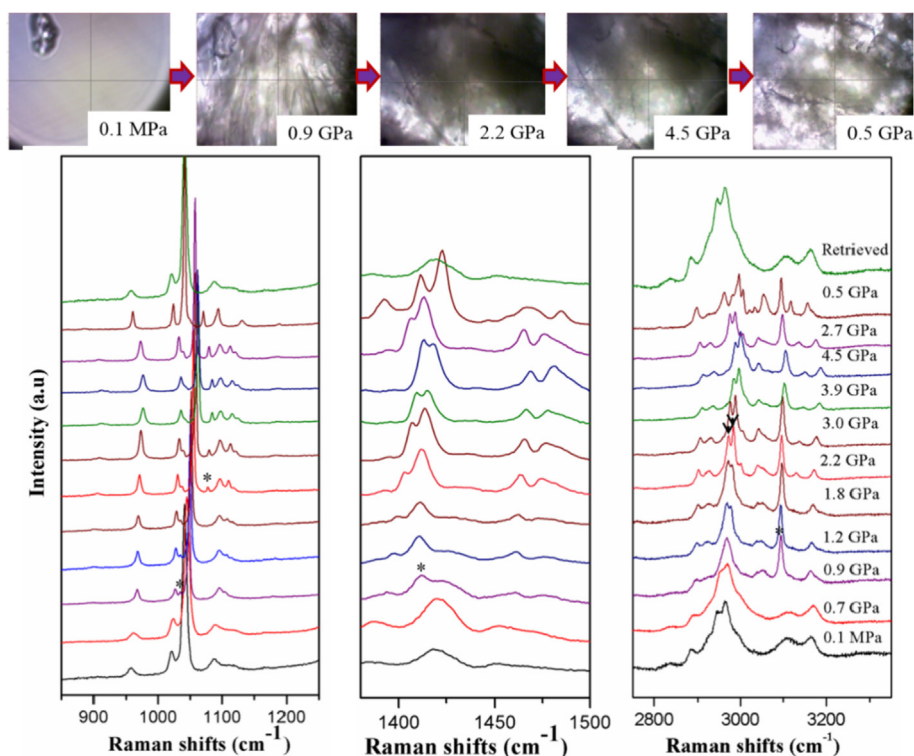 0.1 MPa
0.9 GPa
2.2 GPa
4.5 GPa
0.5 GPa
Intensity (a.u)
*
*
900 1000 1100 1200
Raman shifts (cm-1)
*
1400 1450 1500
Raman shifts (cm-1)
Retrieved
0.5 GPa
2.7 GPa
4.5 GPa
3.9 GPa
3.0 GPa
2.2 GPa
1.8 GPa
1.2 GPa
*
0.9 GPa
0.7 GPa
0.1 MPa
2800 3000 3200
Raman shifts (cm-1)